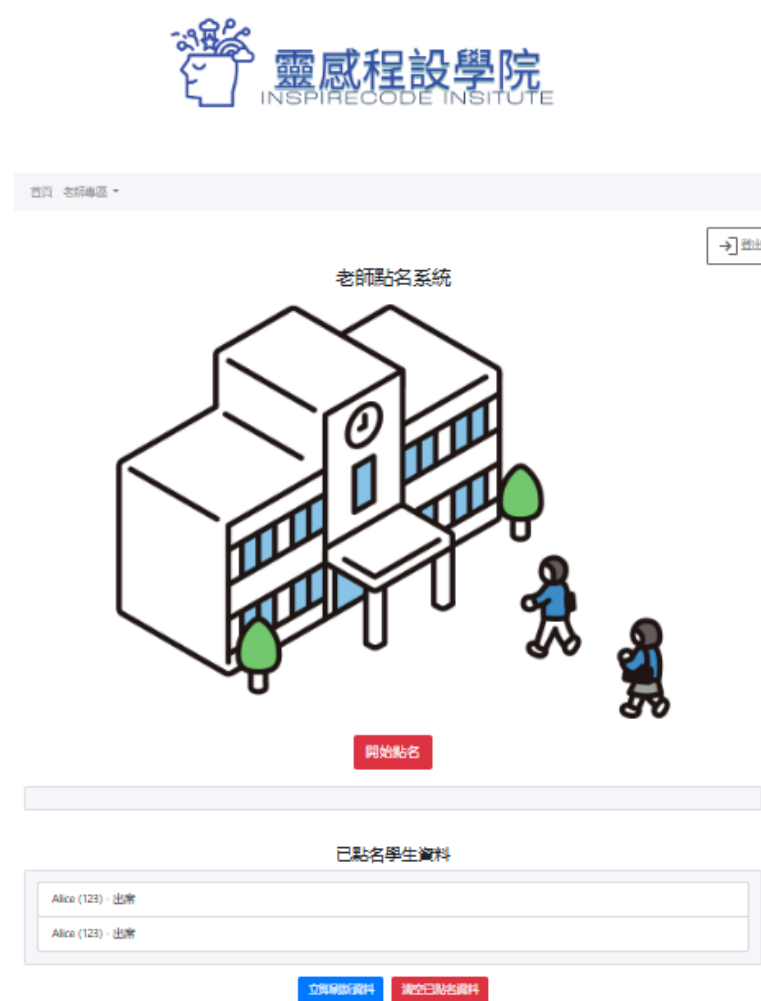 靈感程設學院
INSPIRECODE INSITUTE
首頁 老師專區
登出
老師點名系統
開始點名
已點名學生資料
Alice (123) - 出席
Alice (123) - 出席
立即刷新資料 清空已點名資料